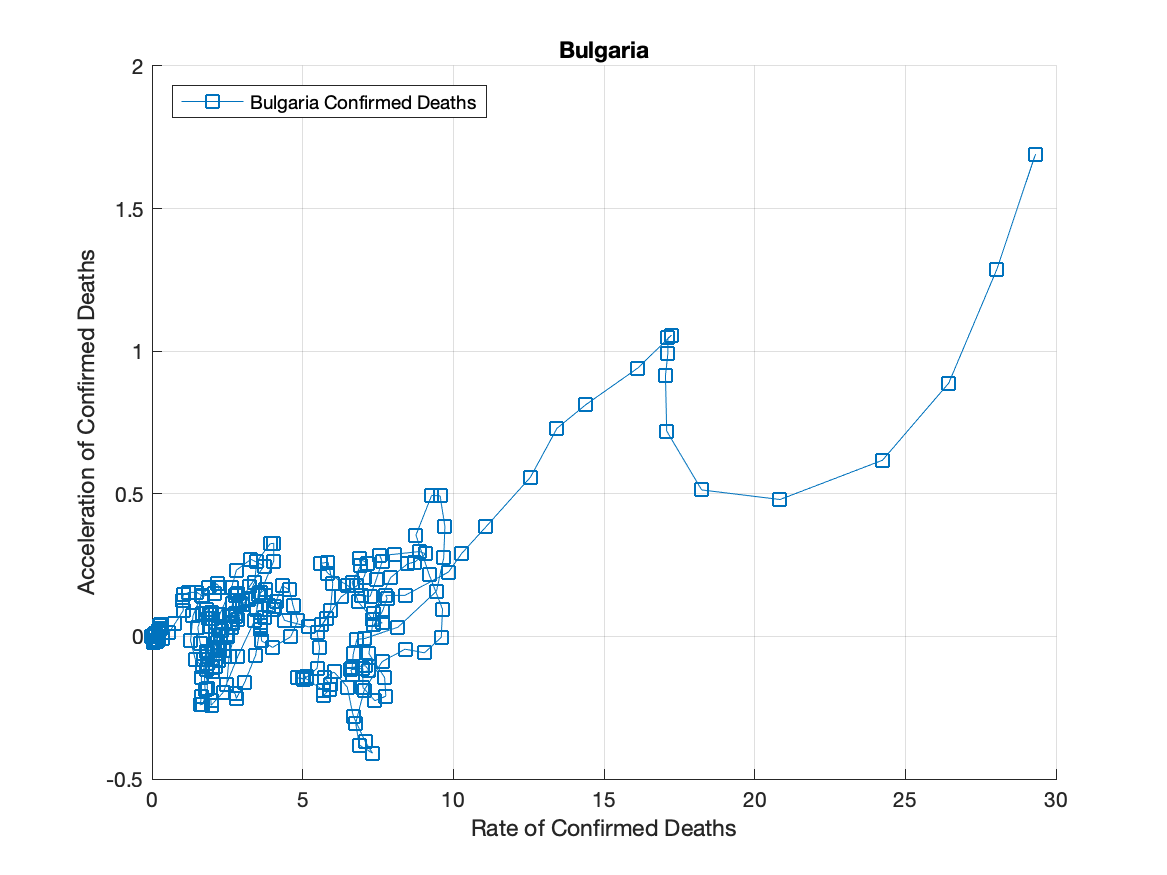 Bulgaria
Bulgaria Confirmed Deaths
2
1.5
1
0.5
0
-0.5
Acceleration of Confirmed Deaths
0 5 10 15 20 25 30
Rate of Confirmed Deaths